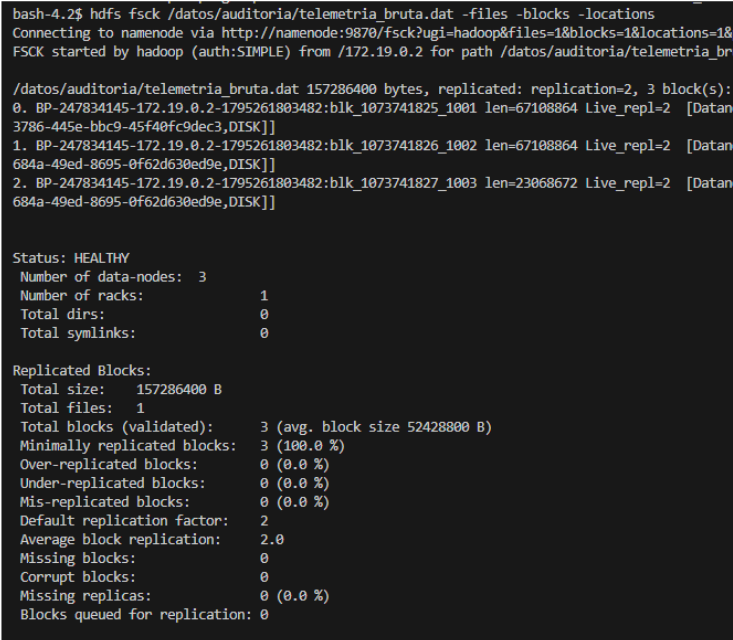 bash-4.2$ hdfs fsck /datos/auditoria/telemetria_bruta.dat -files -blocks -locations
Connecting to namenode via http://namenode:9870/fsck?ugi=hadoop&files=1&blocks=1&locations=1&
FSCK started by hadoop (auth:SIMPLE) from /172.19.0.2 for path /datos/auditoria/telemetria_br
/datos/auditoria/telemetria_bruta.dat 157286400 bytes, replicated: replication=2, 3 block(s):
0. BP-247834145-172.19.0.2-1795261803482:blk_1073741825_1001 len=67108864 Live_repl=2 [Datan
3786-445e-bbc9-45f40fc9dec3,DISK]]
1. BP-247834145-172.19.0.2-1795261803482:blk_1073741826_1002 len=67108864 Live_repl=2 [Datan
684a-49ed-8695-0f62d630ed9e,DISK]]
2. BP-247834145-172.19.0.2-1795261803482:blk_1073741827_1003 len=23068672 Live_repl=2 [Datan
684a-49ed-8695-0f62d630ed9e,DISK]]
Status: HEALTHY
Number of data-nodes: 3
Number of racks: 1
Total dirs: 0
Total symlinks: 0
Replicated Blocks:
Total size: 157286400 B
Total files: 1
Total blocks (validated): 3 (avg. block size 52428800 B)
Minimally replicated blocks: 3 (100.0 %)
Over-replicated blocks: 0 (0.0 %)
Under-replicated blocks: 0 (0.0 %)
Mis-replicated blocks: 0 (0.0 %)
Default replication factor: 2
Average block replication: 2.0
Missing blocks: 0
Corrupt blocks: 0
Missing replicas: 0 (0.0 %)
Blocks queued for replication: 0